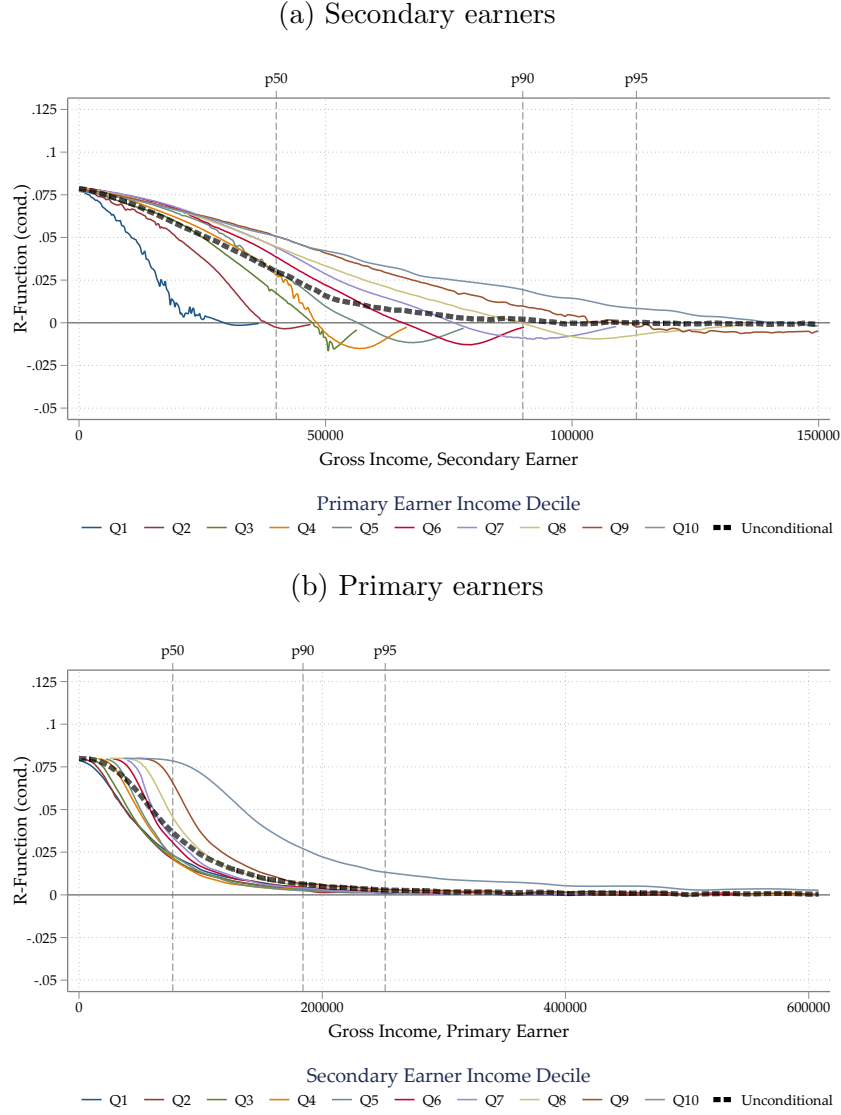 (a) Secondary earners
p50 p90 p95
.125
.1
.075
.05
.025
0
-.025
-.05
R-Function (cond.)
0 50000 100000 150000
Gross Income, Secondary Earner
Primary Earner Income Decile
Q1 Q2 Q3 Q4 Q5 Q6 Q7 Q8 Q9 Q10 Unconditional
(b) Primary earners
p50 p90 p95
.125
.1
.075
.05
.025
0
-.025
-.05
R-Function (cond.)
0 200000 400000 600000
Gross Income, Primary Earner
Secondary Earner Income Decile
Q1 Q2 Q3 Q4 Q5 Q6 Q7 Q8 Q9 Q10 Unconditional